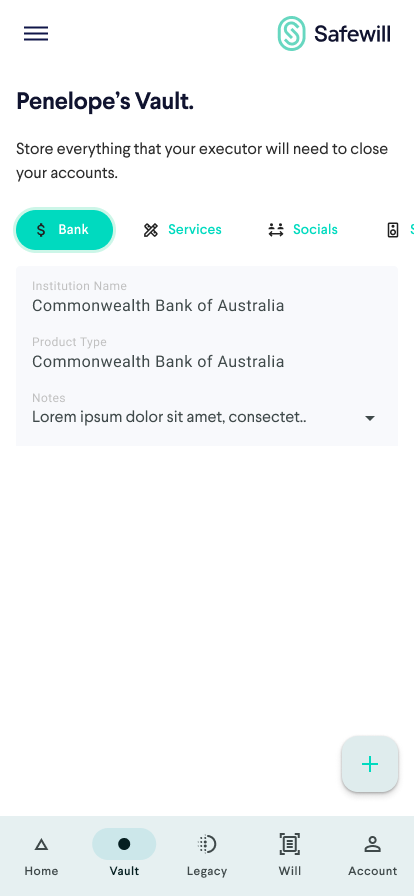 Safewill
Penelope’s Vault.
Store everything that your executor will need to close
your accounts.
Bank
Services
Socials
Institution Name
Commonwealth Bank of Australia
Product Type
Commonwealth Bank of Australia
Notes
Lorem ipsum dolor sit amet, consectet..
Home
Vault
Legacy
Will
Account